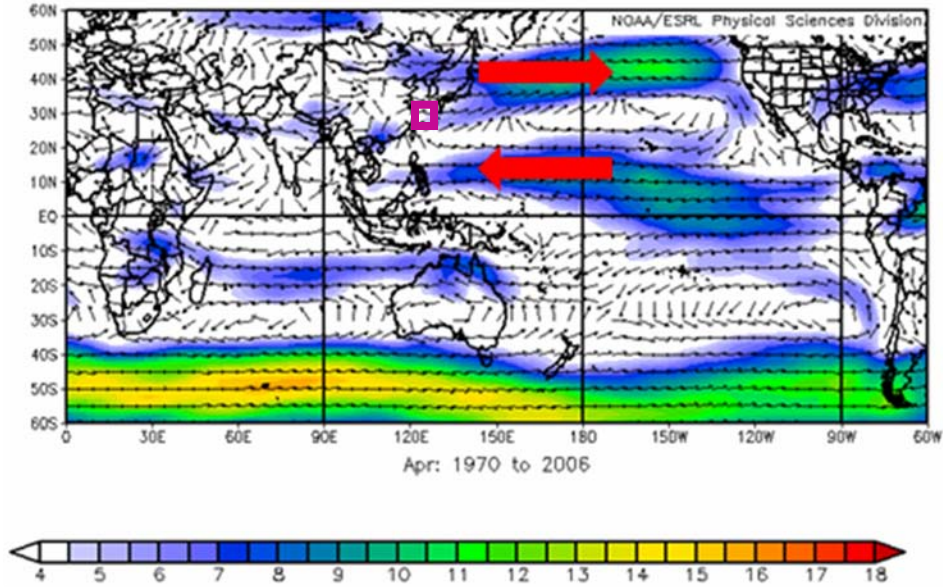 NOAA/ESRL Physical Sciences Division
60N
50N
40N
30N
20N
10N
EQ
10S
20S
30S
40S
50S
60S
0 30E 60E 90E 120E 150E 180 150W 120W 90W 60W
Apr: 1970 to 2006
4 5 6 7 8 9 10 11 12 13 14 15 16 17 18